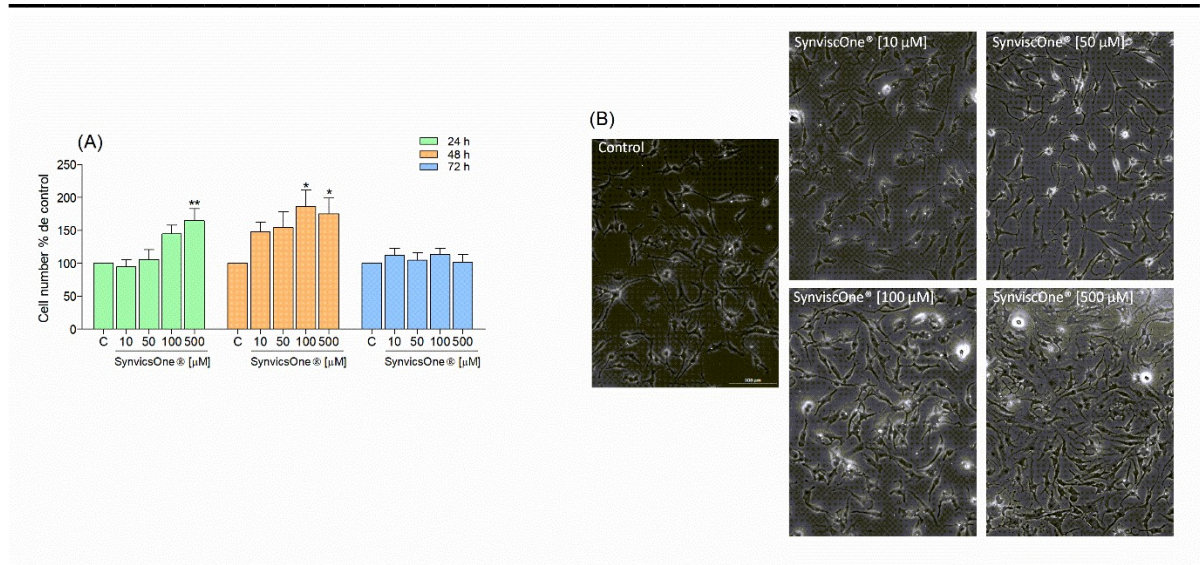 (A)
24 h
48 h
72 h
Cell number % de control
250
200
150
100
50
0
**
*
*
C 10 50 100 500
SynvicsOne® [µM]
C 10 50 100 500
SynvicsOne® [µM]
C 10 50 100 500
SynvicsOne® [µM]
(B)
Control
100 µm
SynviscOne® [10 µM]
SynviscOne® [50 µM]
SynviscOne® [100 µM]
SynviscOne® [500 µM]